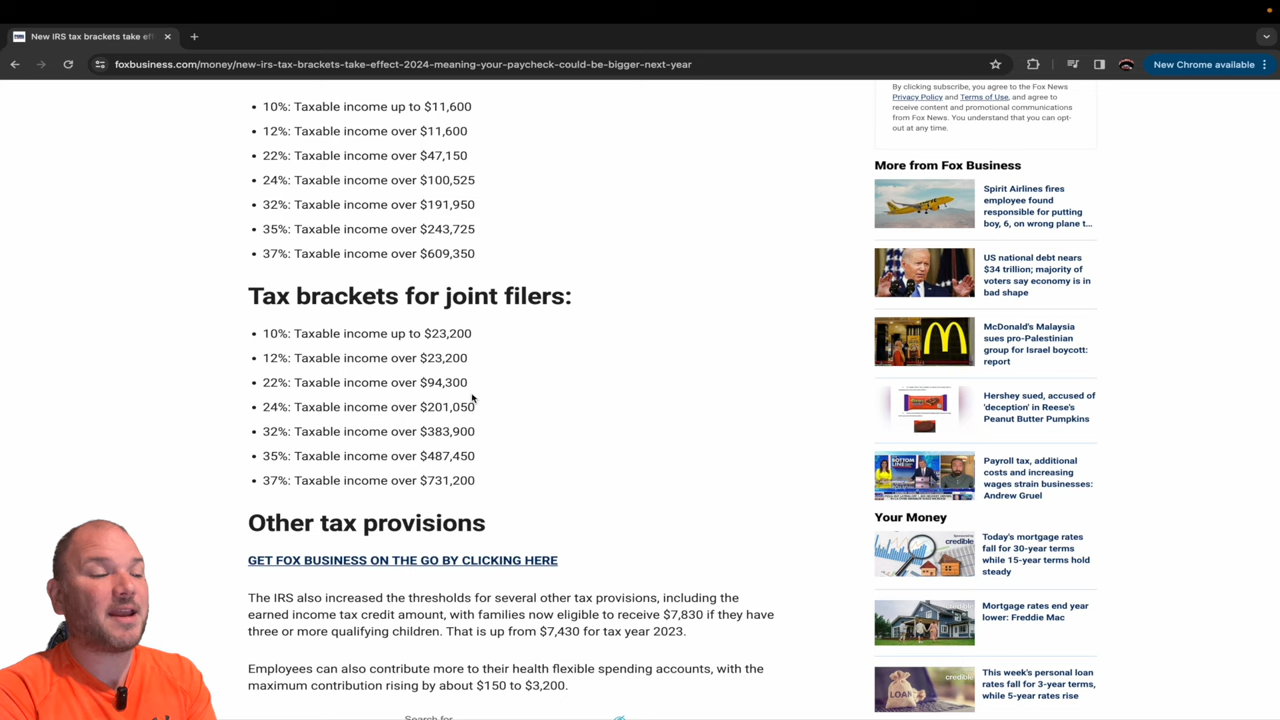 New IRS tax brackets take eff
foxbusiness.com/money/new-irs-tax-brackets-take-effect-2024-meaning-your-paycheck-could-be-bigger-next-year
New Chrome available
• 10%: Taxable income up to $11,600
• 12%: Taxable income over $11,600
• 22%: Taxable income over $47,150
• 24%: Taxable income over $100,525
• 32%: Taxable income over $191,950
• 35%: Taxable income over $243,725
• 37%: Taxable income over $609,350
Tax brackets for joint filers:
• 10%: Taxable income up to $23,200
• 12%: Taxable income over $23,200
• 22%: Taxable income over $94,300
• 24%: Taxable income over $201,050
• 32%: Taxable income over $383,900
• 35%: Taxable income over $487,450
• 37%: Taxable income over $731,200
Other tax provisions
GET FOX BUSINESS ON THE GO BY CLICKING HERE
The IRS also increased the thresholds for several other tax provisions, including the
earned income tax credit amount, with families now eligible to receive $7,830 if they have
three or more qualifying children. That is up from $7,430 for tax year 2023.
Employees can also contribute more to their health flexible spending accounts, with the
maximum contribution rising by about $150 to $3,200.
Search for
By clicking subscribe, you agree to the Fox News
Privacy Policy and Terms of Use, and agree to
receive content and promotional communications
from Fox News. You understand that you can opt-
out at any time.
More from Fox Business
Spirit Airlines fires
employee found
responsible for putting
boy, 6, on wrong plane t...
US national debt nears
$34 trillion; majority of
voters say economy is in
bad shape
McDonald's Malaysia
sues pro-Palestinian
group for Israel boycott:
report
Hershey sued, accused of
'deception' in Reese's
Peanut Butter Pumpkins
BOTTOM
LINE
Payroll tax, additional
costs and increasing
wages strain businesses:
Andrew Gruel
Your Money
credible
Today's mortgage rates
fall for 30-year terms
while 15-year terms hold
steady
credible
Mortgage rates end year
lower: Freddie Mac
credible
LOAN
This week's personal loan
rates fall for 3-year terms,
while 5-year rates rise